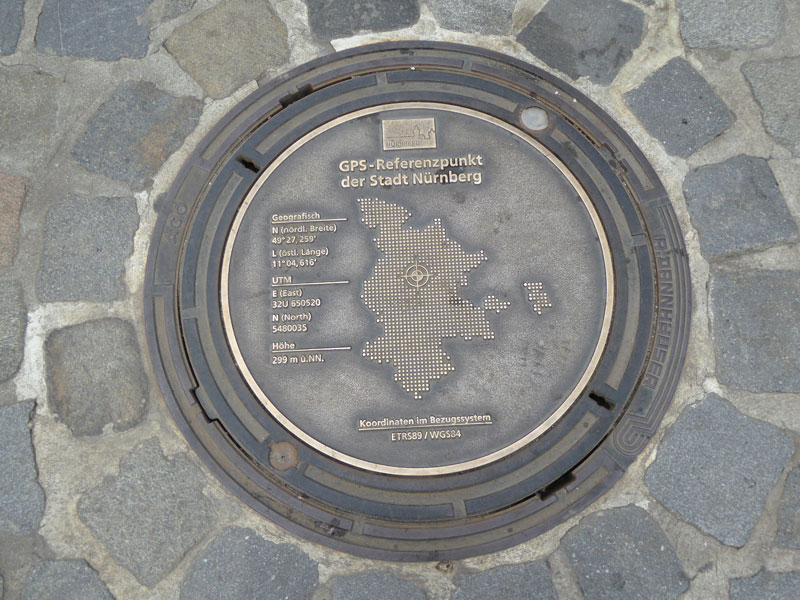 GPS-Referenzpunkt
der Stadt Nürnberg
Geografisch
N (nördl. Breite)
49° 27, 259'
L (östl. Länge)
11° 04, 616'
UTM
E (East)
32U 650520
N (North)
5480035
Höhe
299 m ü.NN.
Koordinaten im Bezugssystem
ETRS89 / WGS84